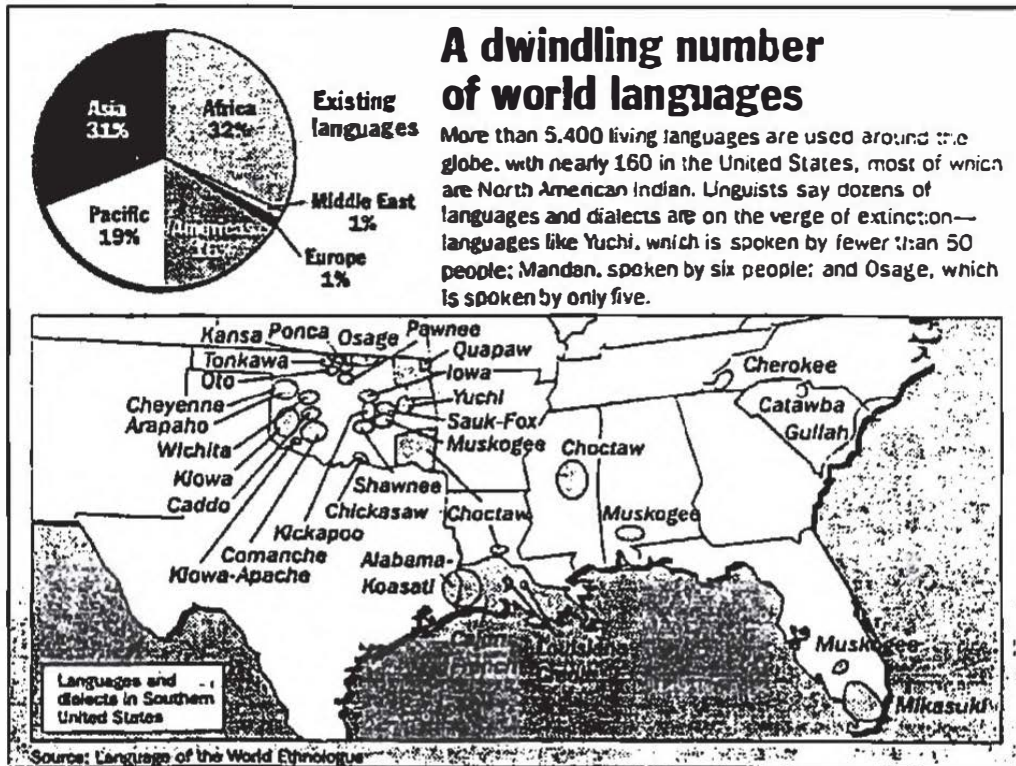 A dwindling number
of world languages
More than 5,400 living languages are used around the
globe, with nearly 160 in the United States, most of which
are North American Indian. Linguists say dozens of
languages and dialects are on the verge of extinction—
languages like Yuchi, which is spoken by fewer than 50
people; Mandan, spoken by six people; and Osage, which
is spoken by only five.
Existing
languages
Asia
31%
Africa
32%
Middle East
1%
Europe
1%
Pacific
19%
Kansa
Ponca
Osage
Pawnee
Tonkawa
Quapaw
Oto
Iowa
Cheyenne
Yuchi
Arapaho
Sauk-Fox
Wichita
Muskogee
Kiowa
Caddo
Shawnee
Chickasaw
Kickapoo
Comanche
Kiowa-Apache
Choctaw
Choctaw
Alabama-
Koasati
Muskogee
Cherokee
Catawba
Gullah
Cajun
French
Louisiana
Muskogee
Mikasuki
Languages and
dialects in Southern
United States
Source: Language of the World Ethnologue